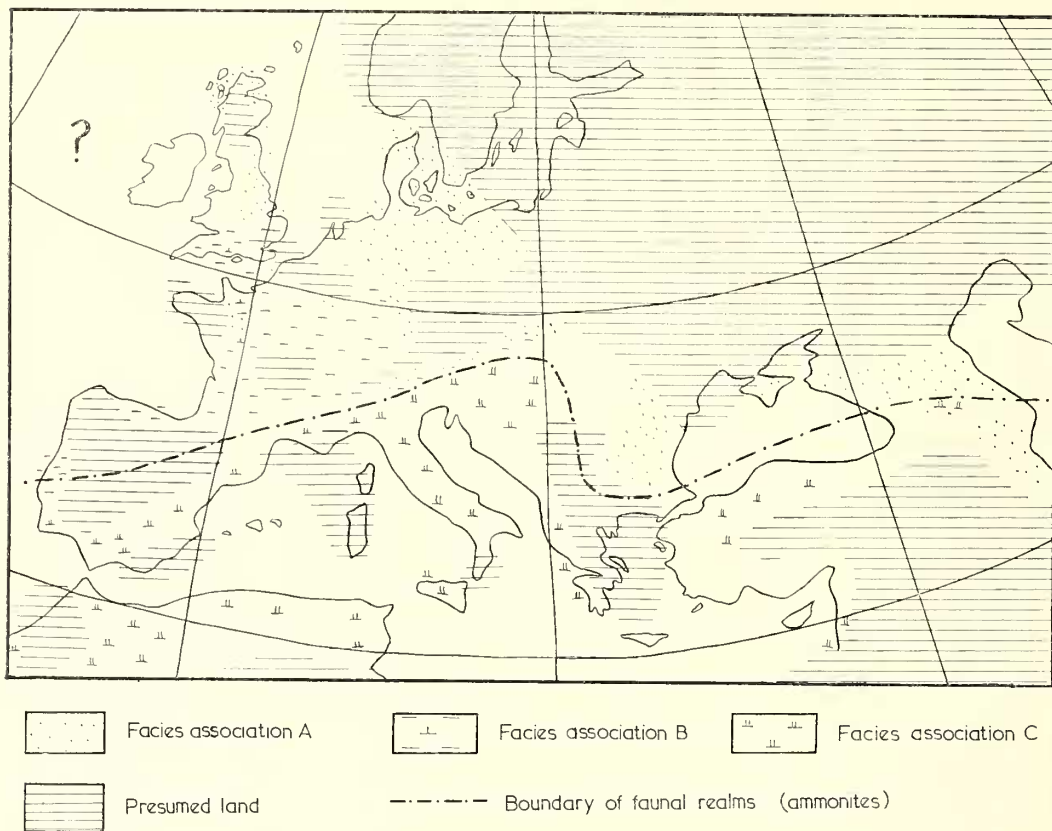 ?
Facies association A
Facies association B
Facies association C
Presumed land
Boundary of faunal realms (ammonites)